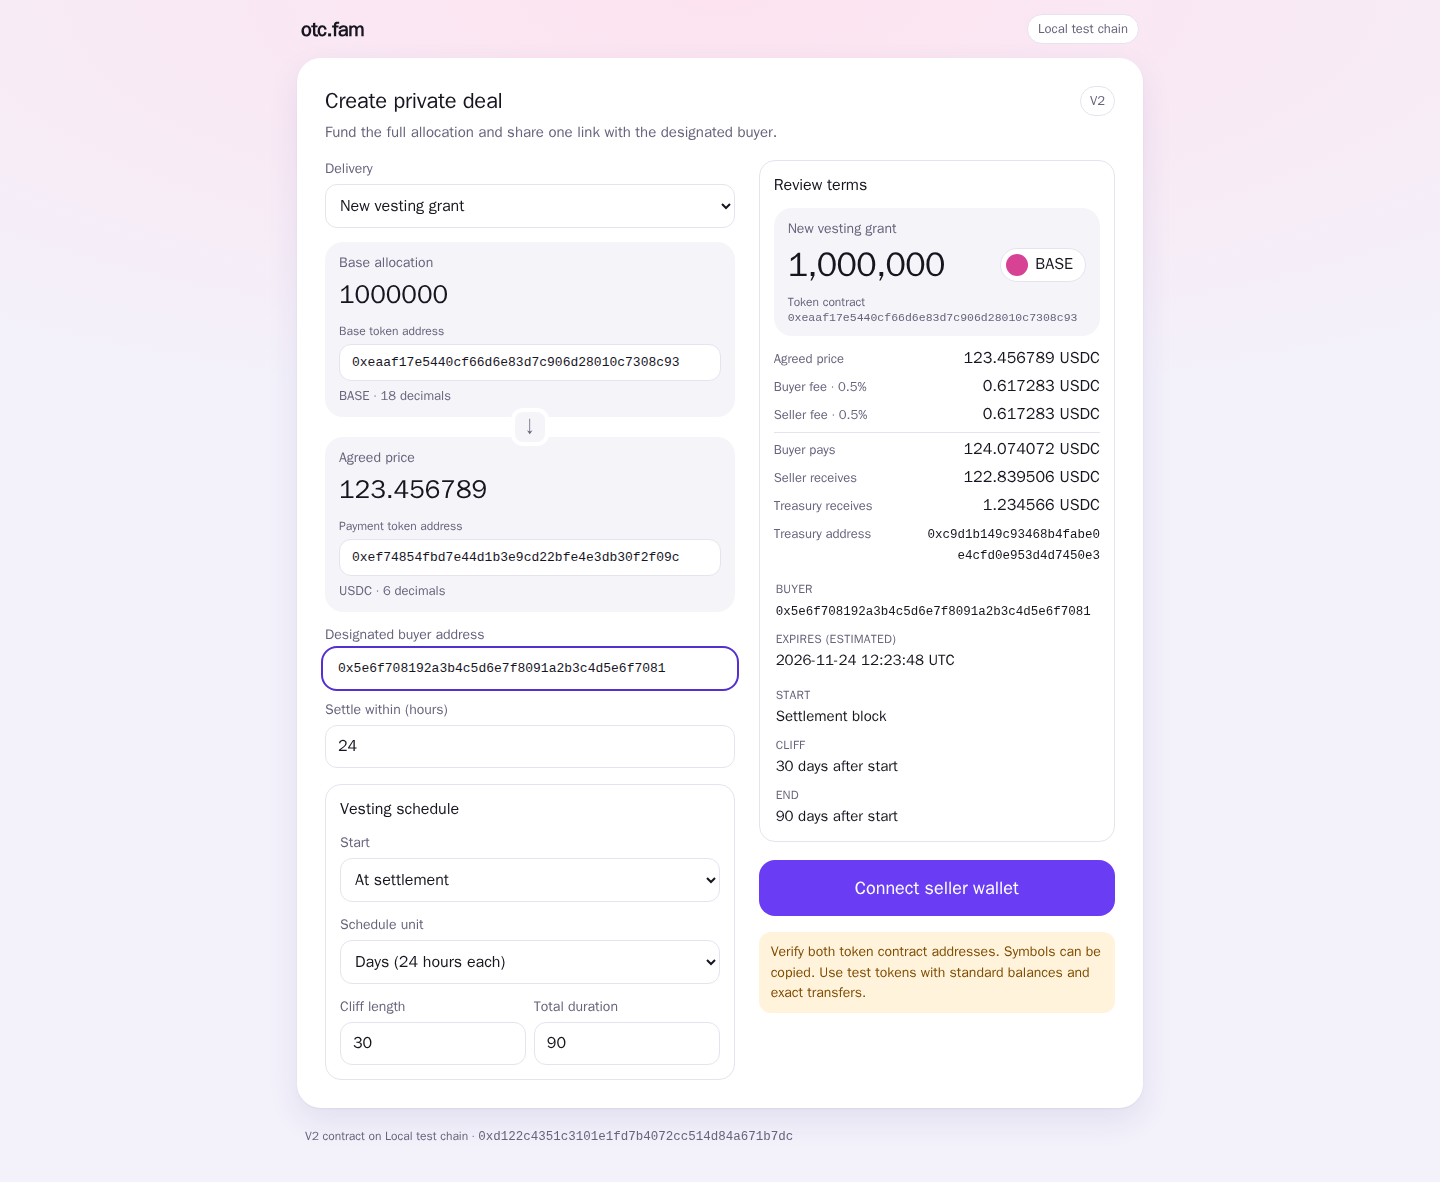 otc.fam
Local test chain
Create private deal
V2
Fund the full allocation and share one link with the designated buyer.
Delivery
New vesting grant
Base allocation
1000000
Base token address
0xeaaf17e5440cf66d6e83d7c906d28010c7308c93
BASE · 18 decimals
↓
Agreed price
123.456789
Payment token address
0xef74854fbd7e44d1b3e9cd22bfe4e3db30f2f09c
USDC · 6 decimals
Designated buyer address
0x5e6f708192a3b4c5d6e7f8091a2b3c4d5e6f7081
Settle within (hours)
24
Vesting schedule
Start
At settlement
Schedule unit
Days (24 hours each)
Cliff length
Total duration
30
90
Review terms
New vesting grant
1,000,000
BASE
Token contract
0xeaaf17e5440cf66d6e83d7c906d28010c7308c93
Agreed price 123.456789 USDC
Buyer fee · 0.5% 0.617283 USDC
Seller fee · 0.5% 0.617283 USDC
Buyer pays 124.074072 USDC
Seller receives 122.839506 USDC
Treasury receives 1.234566 USDC
Treasury address 0xc9d1b149c93468b4fabe0
e4cfd0e953d4d7450e3
BUYER
0x5e6f708192a3b4c5d6e7f8091a2b3c4d5e6f7081
EXPIRES (ESTIMATED)
2026-11-24 12:23:48 UTC
START
Settlement block
CLIFF
30 days after start
END
90 days after start
Connect seller wallet
Verify both token contract addresses. Symbols can be
copied. Use test tokens with standard balances and
exact transfers.
V2 contract on Local test chain · 0xd122c4351c3101e1fd7b4072cc514d84a671b7dc